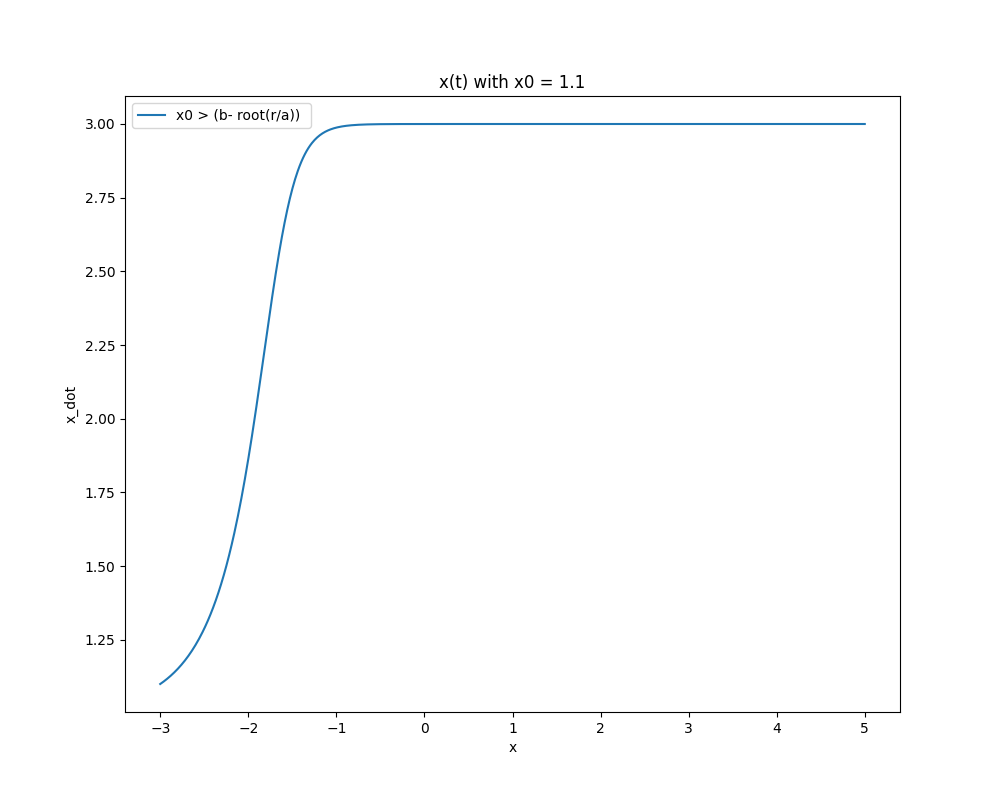 x(t) with x0 = 1.1
x0 > (b- root(r/a))
3.00
2.75
2.50
2.25
2.00
1.75
1.50
1.25
x_dot
−3 −2 −1 0 1 2 3 4 5
x